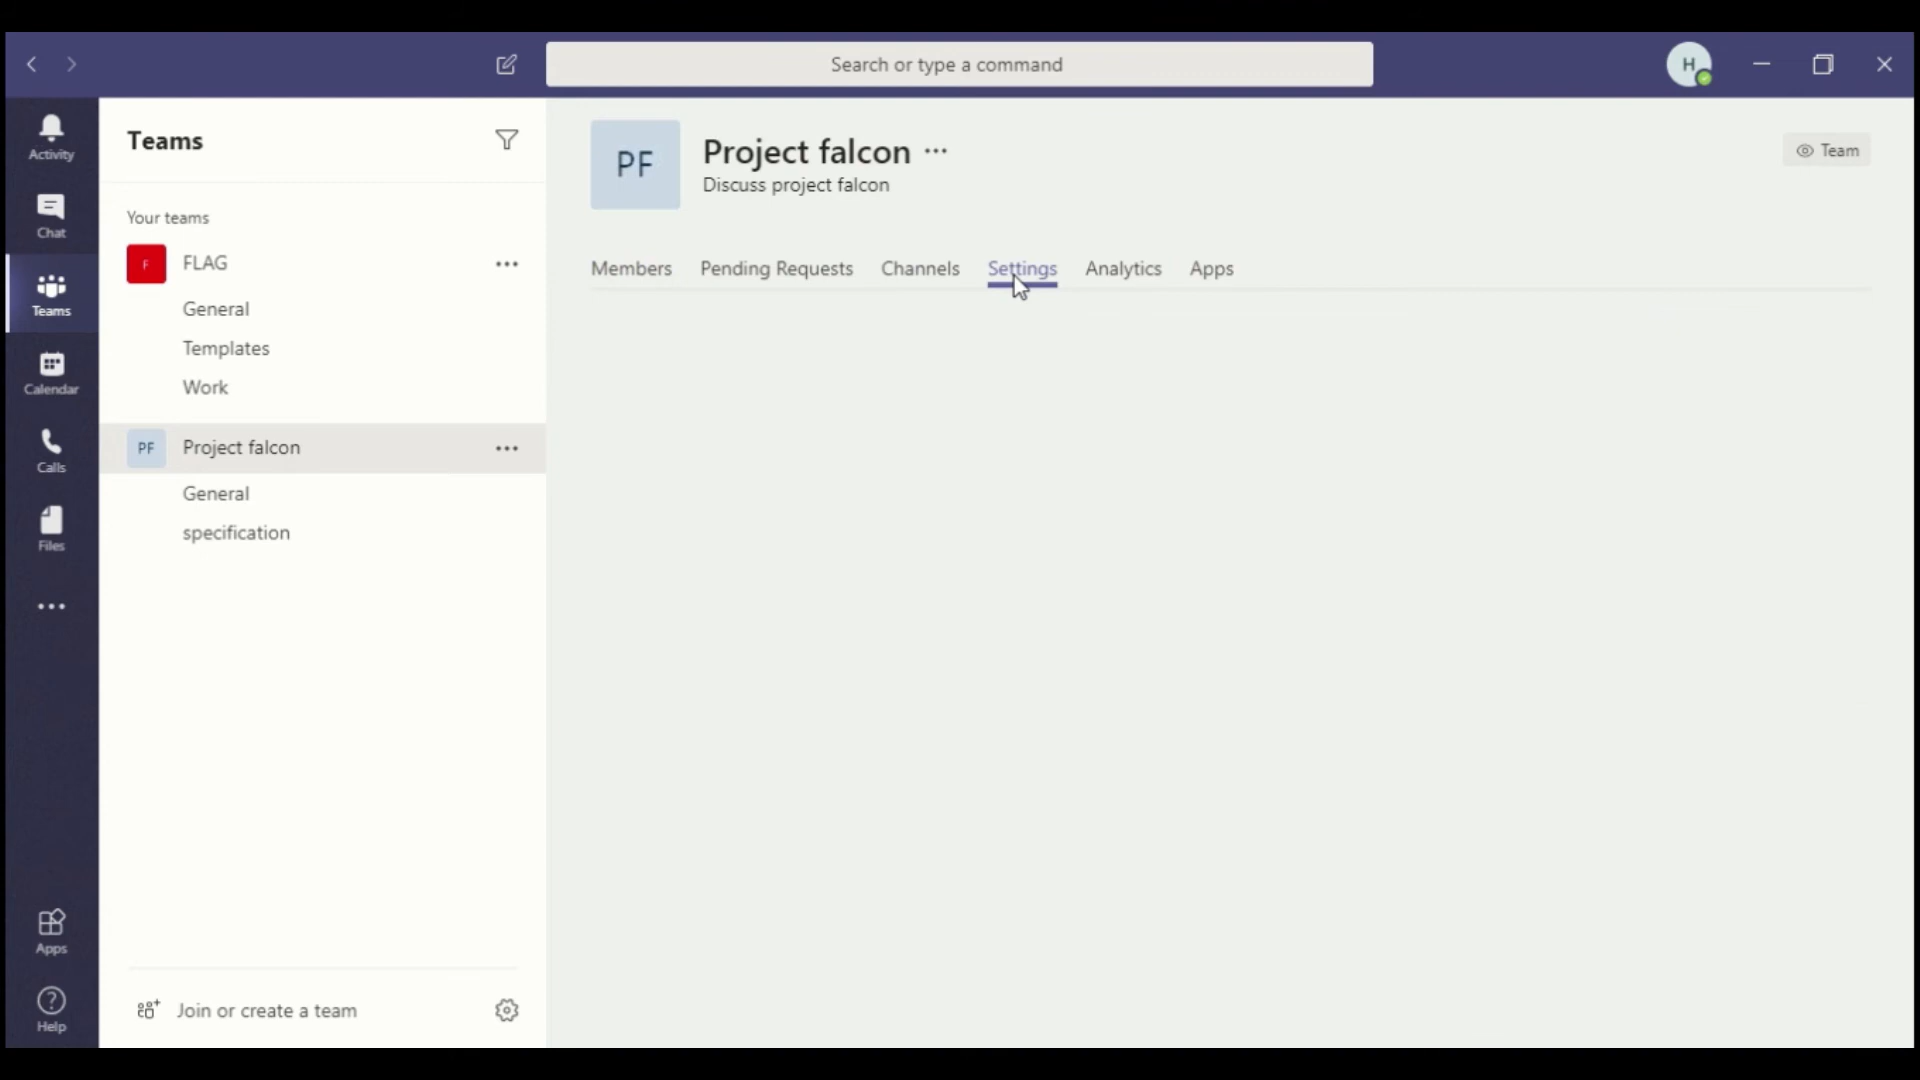 Search or type a command
H
Activity
Chat
Teams
Calendar
Calls
Files
Apps
Help
Teams
Your teams
F
FLAG
General
Templates
Work
PF
Project falcon
General
specification
Join or create a team
PF
Project falcon
Discuss project falcon
Team
Members
Pending Requests
Channels
Settings
Analytics
Apps